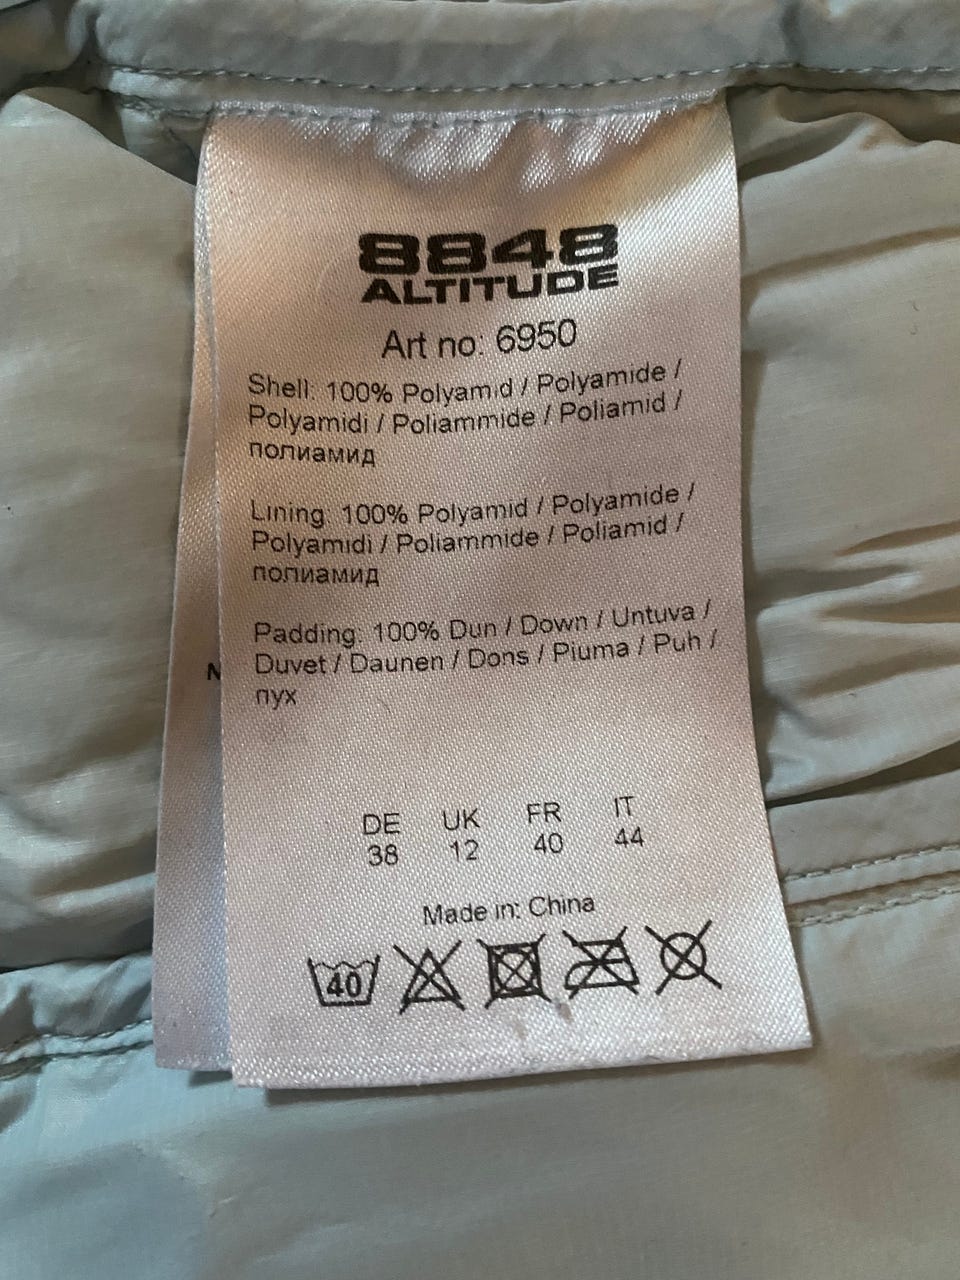 8848
ALTITUDE
Art no: 6950
Shell: 100% Polyamid / Polyamide /
Polyamidi / Poliammide / Poliamid /
полиамид
Lining: 100% Polyamid / Polyamide /
Polyamidi / Poliammide / Poliamid /
полиамид
Padding: 100% Dun / Down / Untuva /
Duvet / Daunen / Dons / Piuma / Puh /
пух
DE UK FR IT
38 12 40 44
Made in: China
40